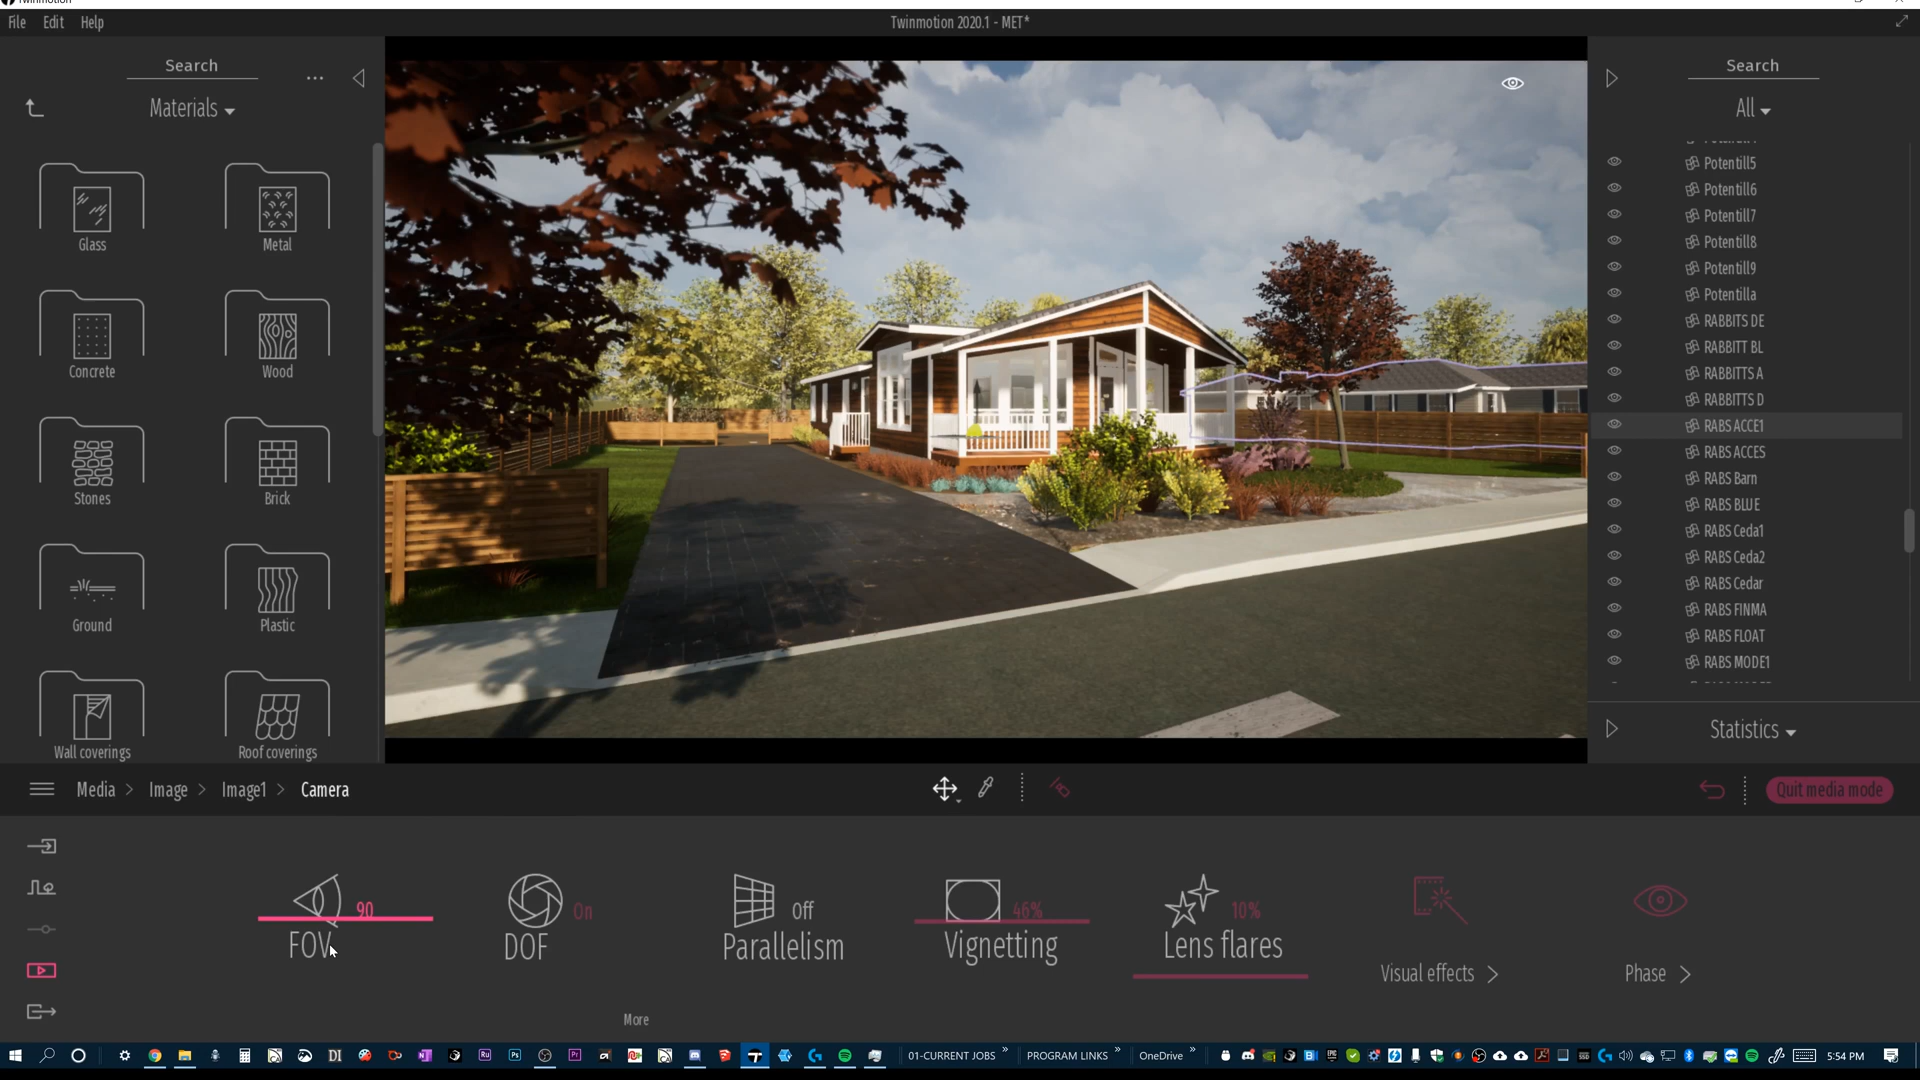 Twinmotion
File Edit Help
Twinmotion 2020.1 - MET*
Search
Materials
Glass
Metal
Concrete
Wood
Stones
Brick
Ground
Plastic
Wall coverings
Roof coverings
Search
All
Potentill5
Potentill6
Potentill7
Potentill8
Potentill9
Potentilla
RABBITS DE
RABBITT BL
RABBITTS A
RABBITTS D
RABS ACCE1
RABS ACCES
RABS Barn
RABS BLUE
RABS Ceda1
RABS Ceda2
RABS Cedar
RABS FINMA
RABS FLOAT
RABS MODE1
Statistics
Media > Image > Image1 > Camera
Quit media mode
90
FOV
On
DOF
Off
Parallelism
46%
Vignetting
10%
Lens flares
Visual effects
Phase
More
01-CURRENT JOBS
PROGRAM LINKS
OneDrive
5:54 PM